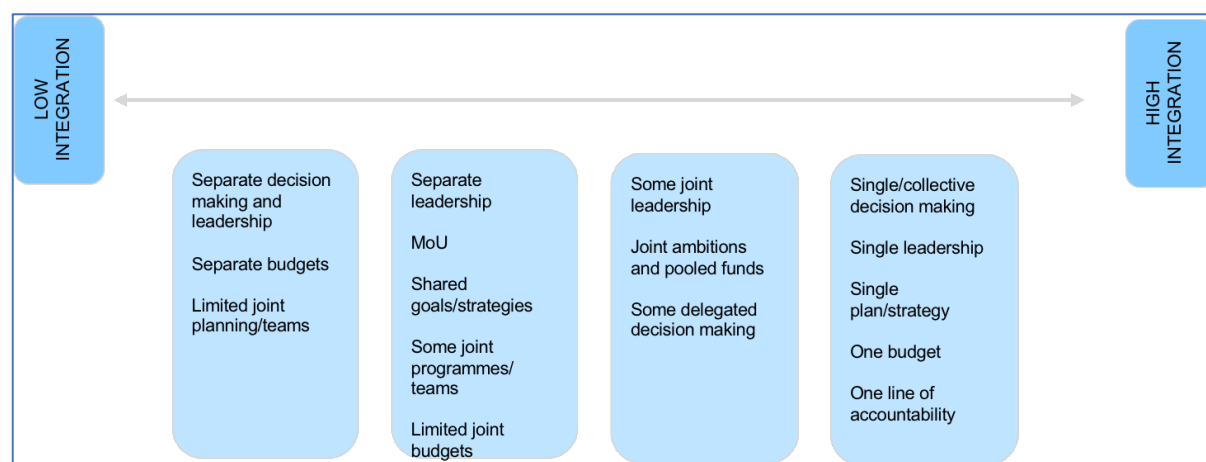 LOW
INTEGRATION
HIGH
INTEGRATION
Separate decision
making and
leadership
Separate budgets
Limited joint
planning/teams
Separate
leadership
MoU
Shared
goals/strategies
Some joint
programmes/
teams
Limited joint
budgets
Some joint
leadership
Joint ambitions
and pooled funds
Some delegated
decision making
Single/collective
decision making
Single leadership
Single
plan/strategy
One budget
One line of
accountability